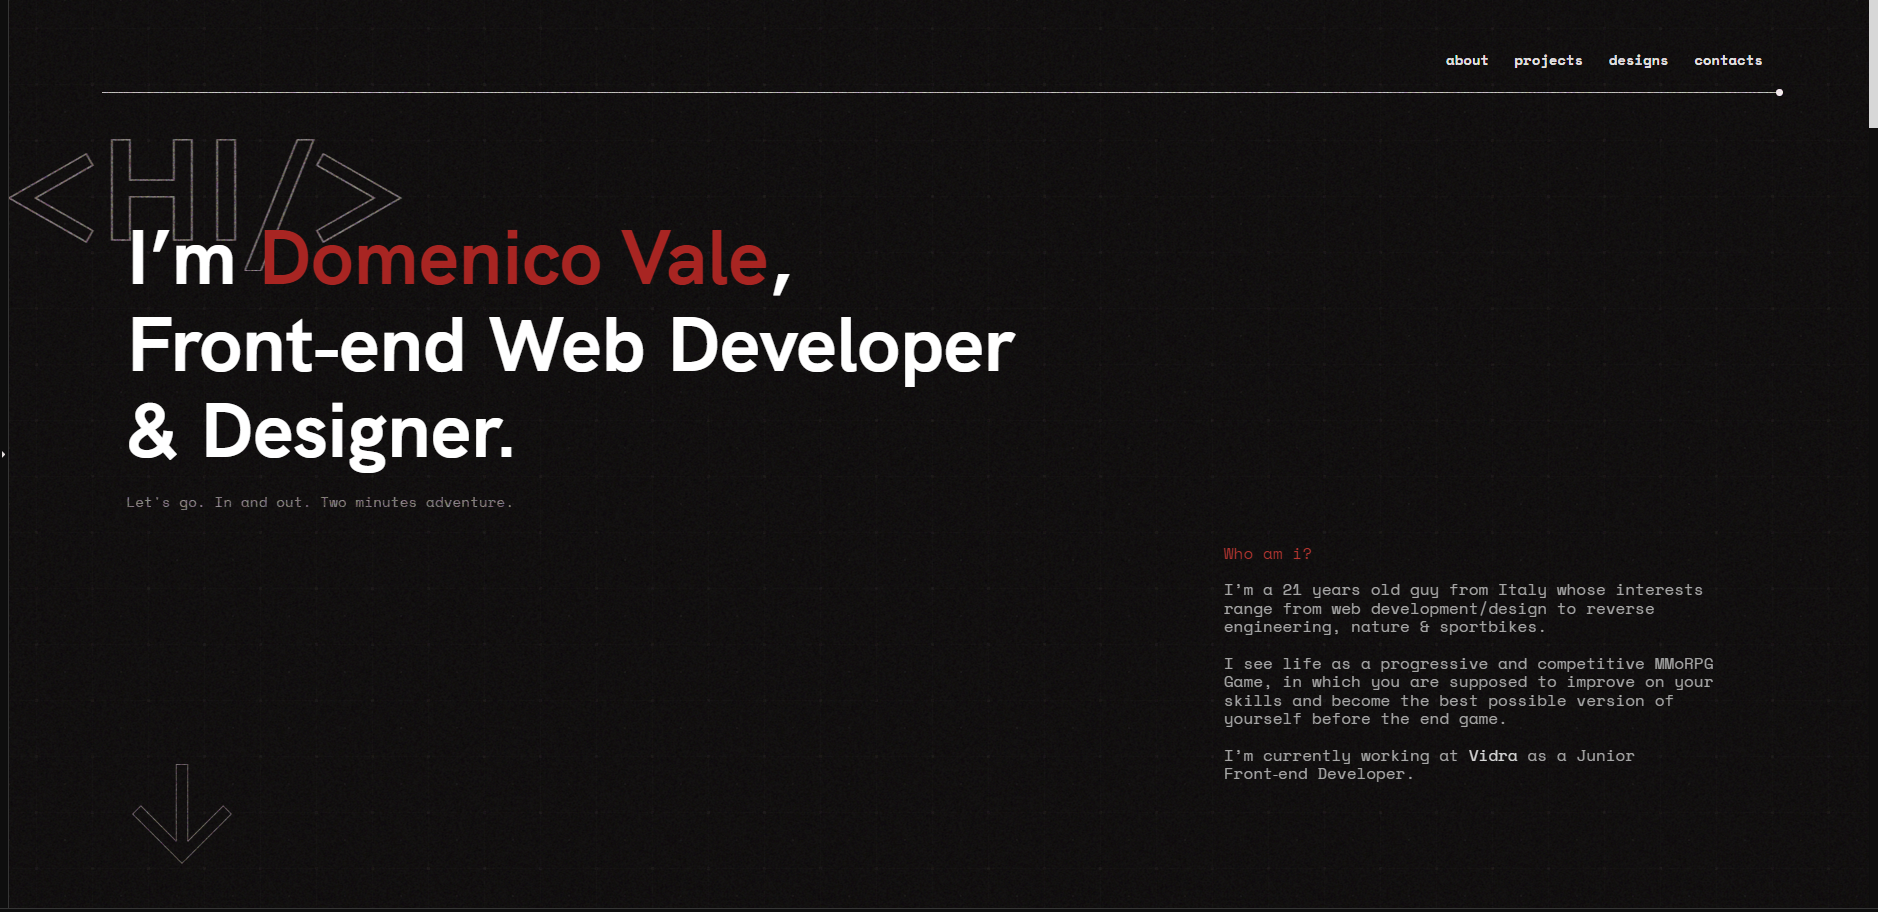 about projects designs contacts
<HI/>
I’m Domenico Vale,
Front-end Web Developer
& Designer.
Let's go. In and out. Two minutes adventure.
Who am i?
I’m a 21 years old guy from Italy whose interests
range from web development/design to reverse
engineering, nature & sportbikes.
I see life as a progressive and competitive MMoRPG
Game, in which you are supposed to improve on your
skills and become the best possible version of
yourself before the end game.
I’m currently working at Vidra as a Junior
Front-end Developer.